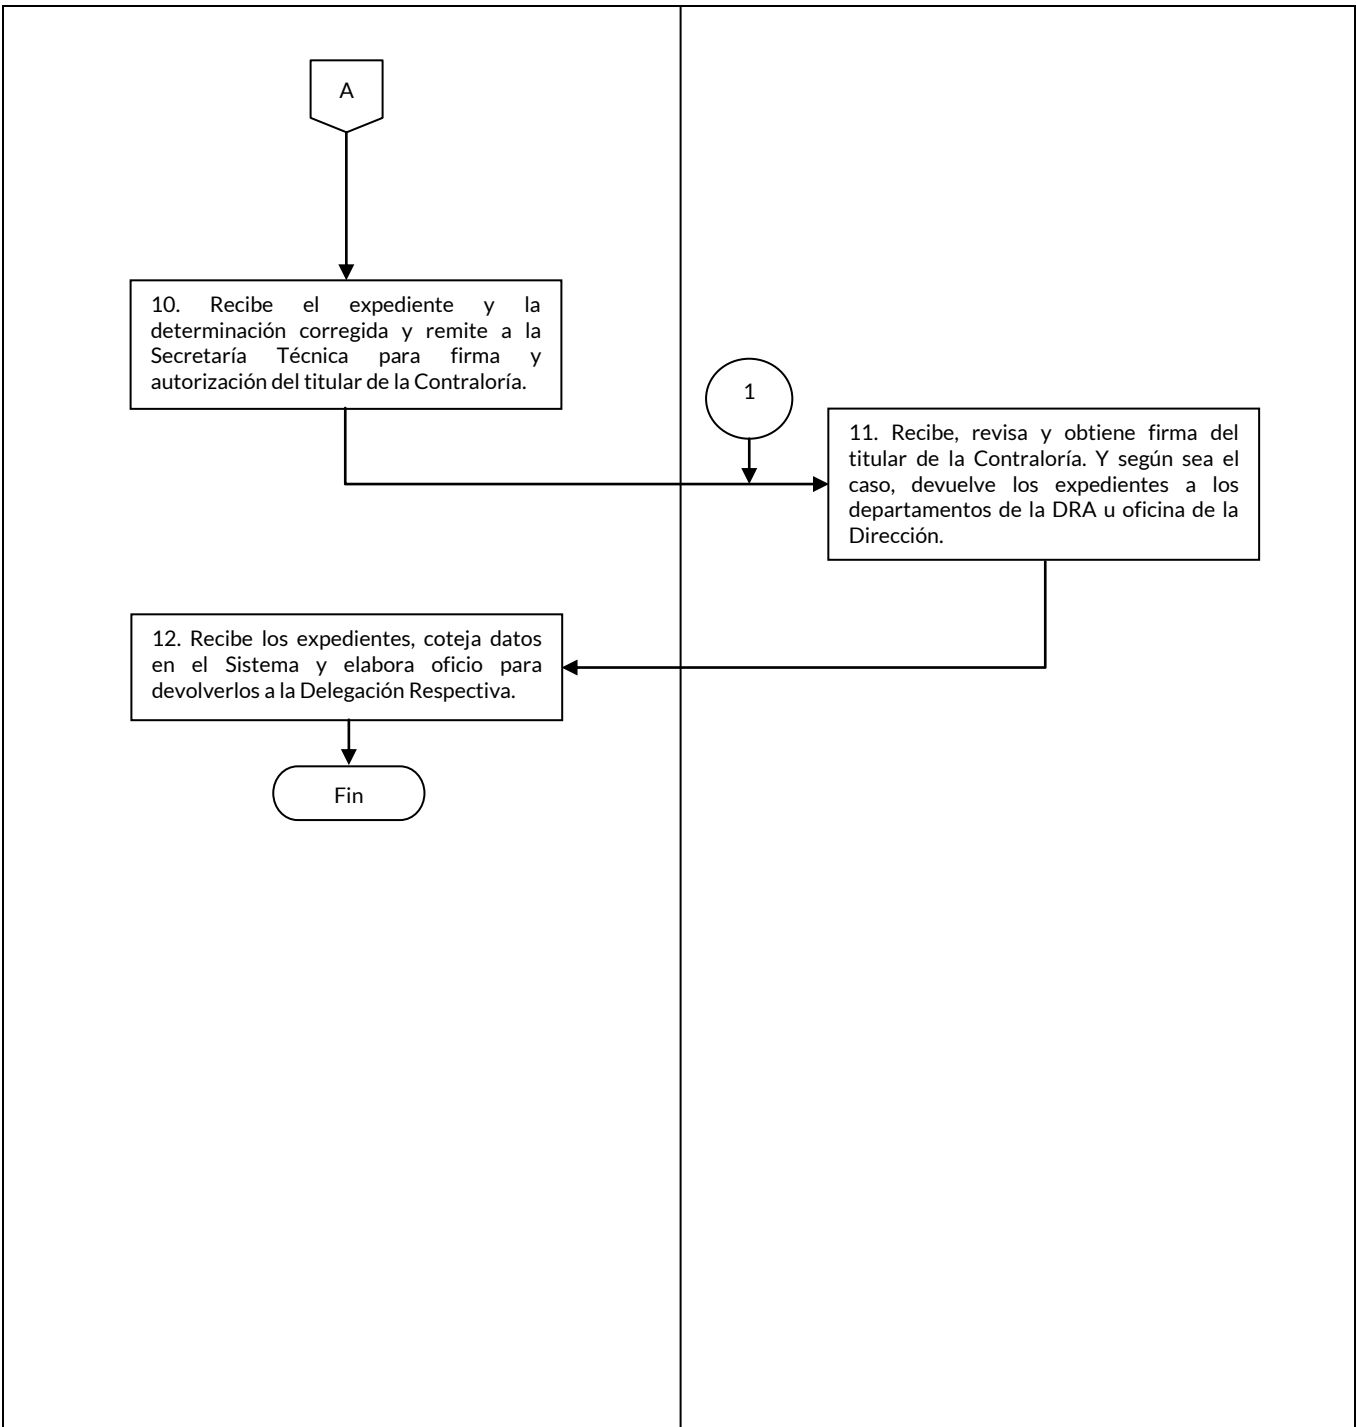 A
10. Recibe el expediente y la
determinación corregida y remite a la
Secretaría Técnica para firma y
autorización del titular de la Contraloría.
1
11. Recibe, revisa y obtiene firma del
titular de la Contraloría. Y según sea el
caso, devuelve los expedientes a los
departamentos de la DRA u oficina de la
Dirección.
12. Recibe los expedientes, coteja datos
en el Sistema y elabora oficio para
devolverlos a la Delegación Respectiva.
Fin